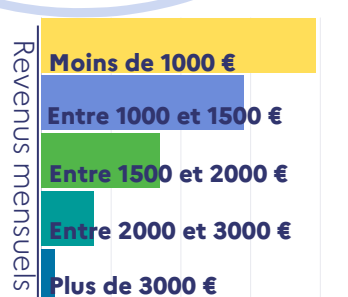 Revenus mensuels
Moins de 1000 €
Entre 1000 et 1500 €
Entre 1500 et 2000 €
Entre 2000 et 3000 €
Plus de 3000 €